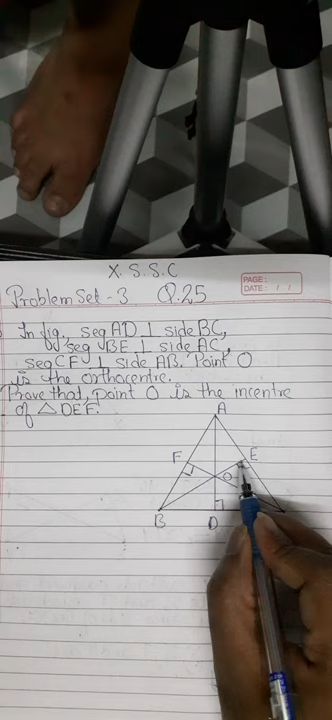 X. S. S. C
PAGE:
DATE: / /
Problem Set - 3 Q.25
In fig, seg AD ⊥ side BC,
seg BE ⊥ side AC,
seg CF ⊥ side AB. Point O
is the orthocentre.
Prove that, point O is the incentre
of △DEF.
A
F
E
O
B
D